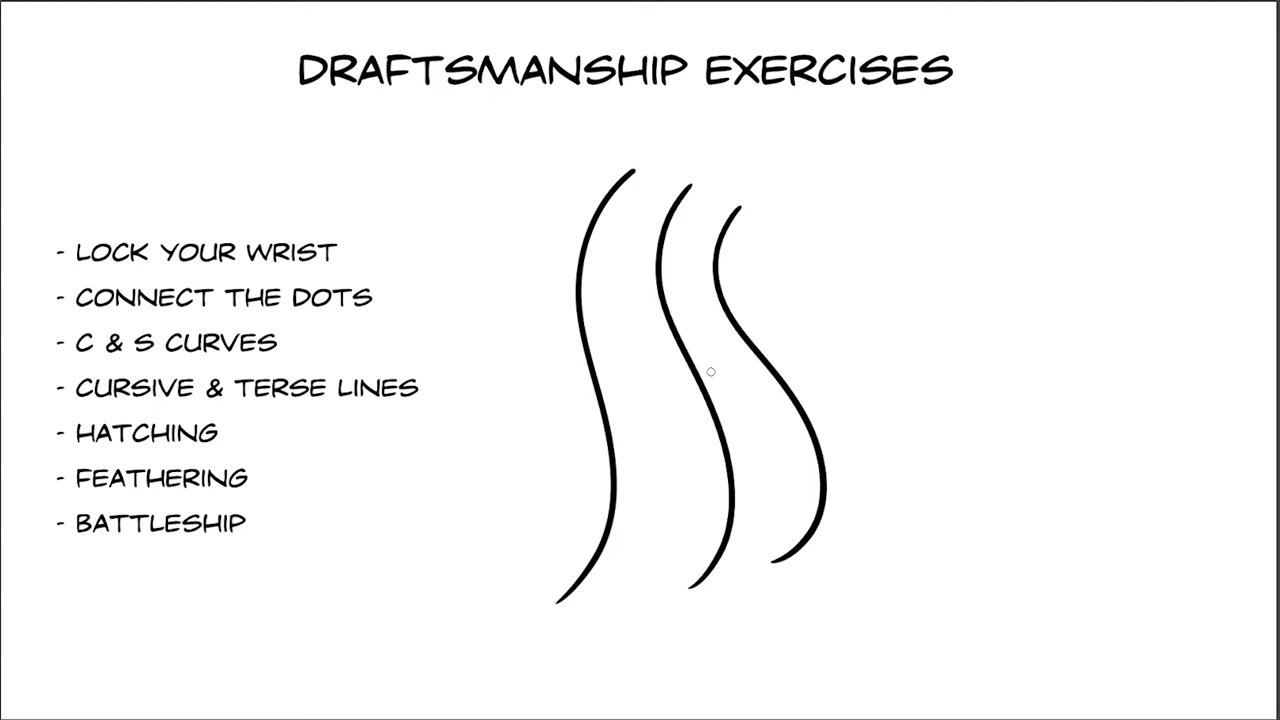 DRAFTSMANSHIP EXERCISES
- LOCK YOUR WRIST
- CONNECT THE DOTS
- C & S CURVES
- CURSIVE & TERSE LINES
- HATCHING
- FEATHERING
- BATTLESHIP